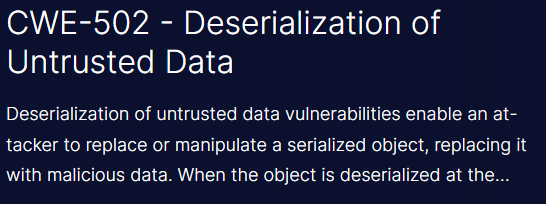 CWE-502 - Deserialization of
Untrusted Data
Deserialization of untrusted data vulnerabilities enable an at-
tacker to replace or manipulate a serialized object, replacing it
with malicious data. When the object is deserialized at the...